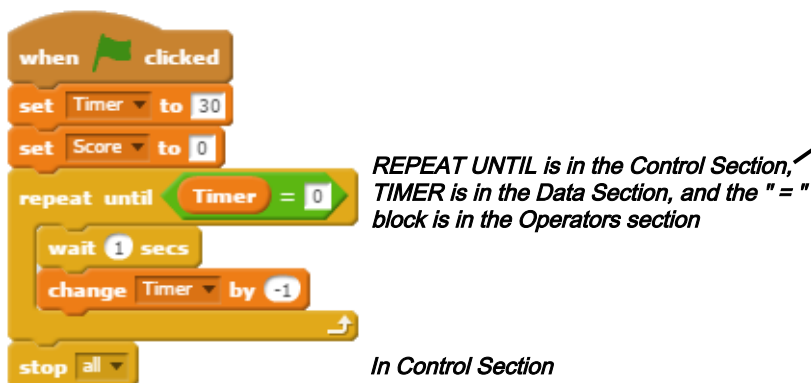 when clicked
set Timer to 30
set Score to 0
REPEAT UNTIL is in the Control Section,
repeat until Timer = 0
TIMER is in the Data Section, and the " = "
block is in the Operators section
wait 1 secs
change Timer by -1
stop all
In Control Section